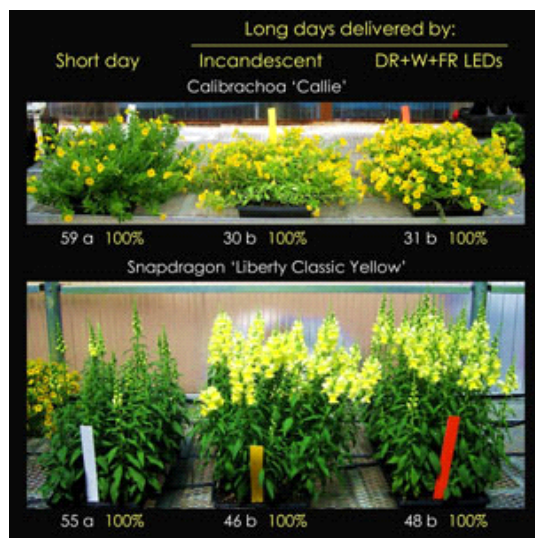 Long days delivered by:
Short day Incandescent DR+W+FR LEDs
Calibrachoa ‘Callie’
59 a 100% 30 b 100% 31 b 100%
Snapdragon ‘Liberty Classic Yellow’
55 a 100% 46 b 100% 48 b 100%